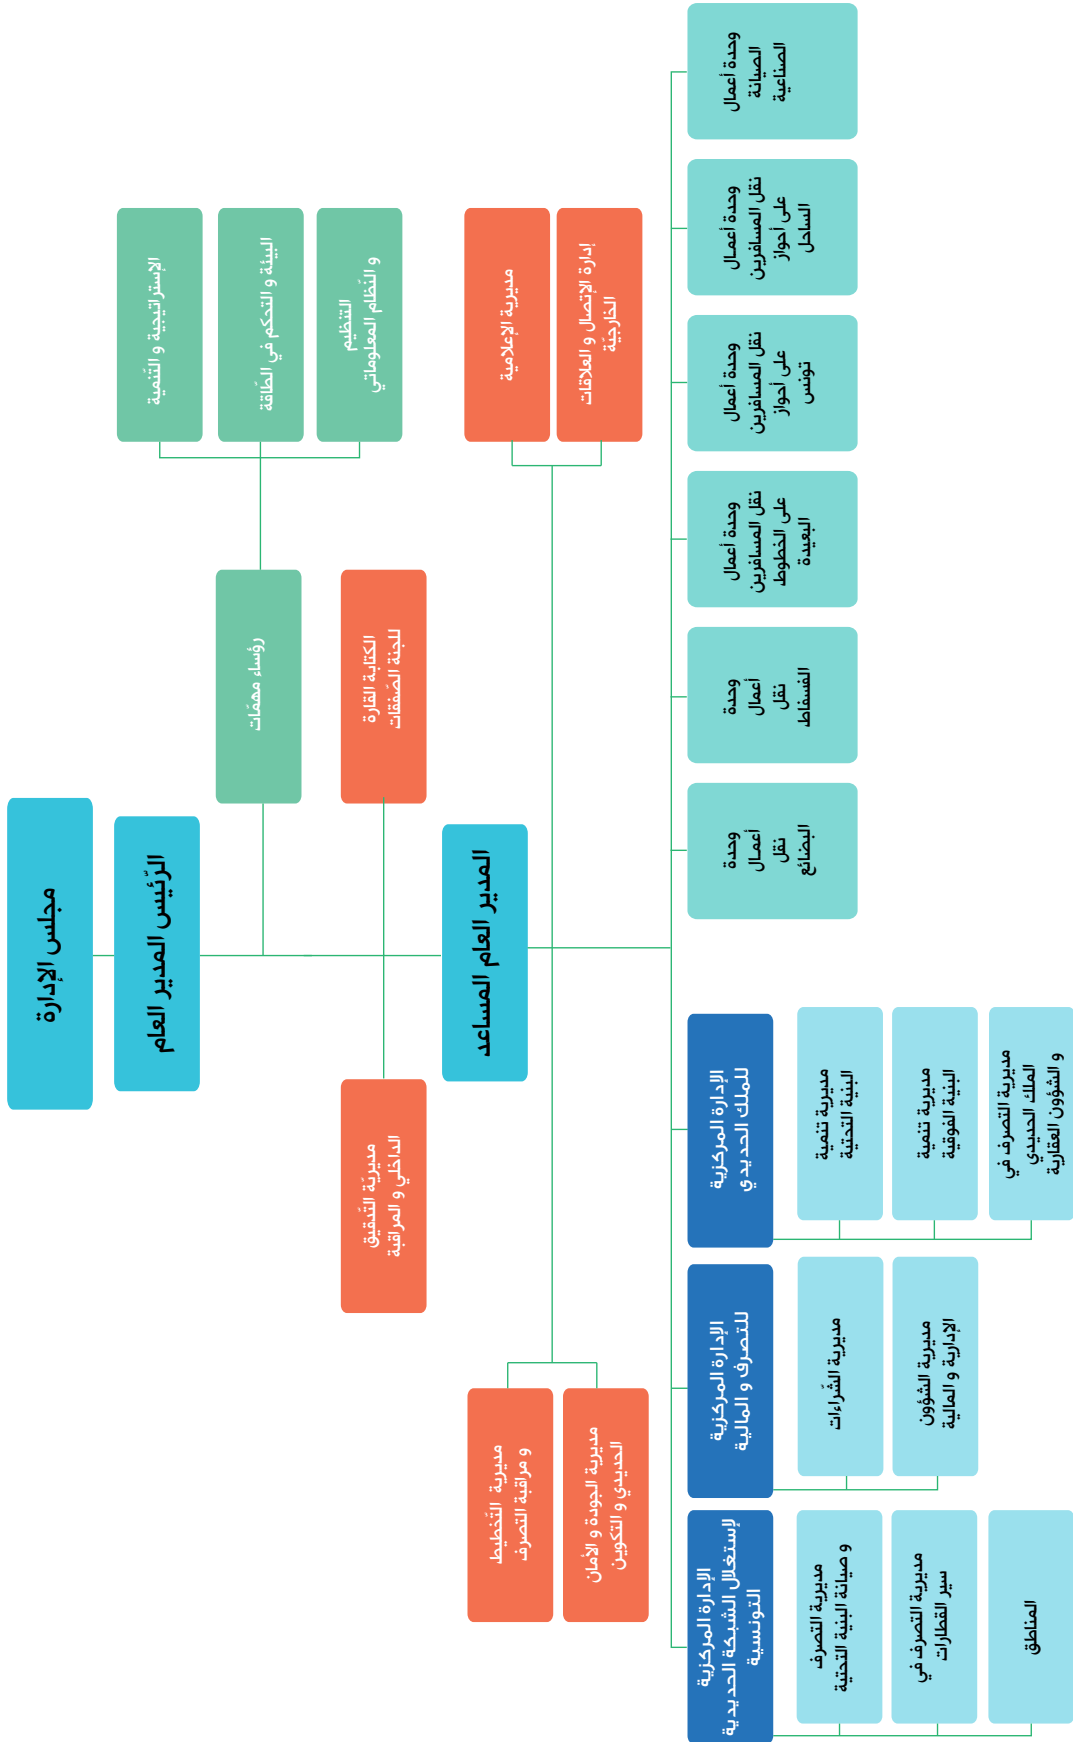 مجلس الإدارة
الرّئيس المدير العام
رؤساء مهمّات
الإستراتيجية و التّنمية
البيئة و التحكم في الطّاقة
التنظيم
و النّظام المعلوماتي
الكتابة القارة
للجنة الصّفقات
مديريّة التّدقيق
الداخلي و المراقبة
المدير العام المساعد
مديرية الإعلامية
إدارة الإتصال و العلاقات
الخارجيّة
مديرية التّخطيط
و مراقبة التصرف
مديرية الجودة و الأمان
الحديدي و التكوين
وحدة أعمال
الصيانة
الصناعية
وحدة أعمال
نقل المسافرين
على أحواز
الساحل
وحدة أعمال
نقل المسافرين
على أحواز
تونس
وحدة أعمال
نقل المسافرين
على الخطوط
البعيدة
وحدة
أعمال
نقل
الفسفاط
وحدة
أعمال
نقل
البضائع
الإدارة المركزية
للملك الحديدي
مديرية تنمية
البنية التحتية
مديرية تنمية
البنية الفوقية
مديرية التصرف في
الملك الحديدي
و الشؤون العقارية
الإدارة المركزية
للتصرف و المالية
مديرية الشّراءات
مديرية الشؤون
الإدارية و المالية
الإدارة المركزية
لإستغلال الشبكة الحديدية
التونسية
مديرية التصرف
و صيانة البنية التحتية
مديرية التصرف في
سير القطارات
المناطق